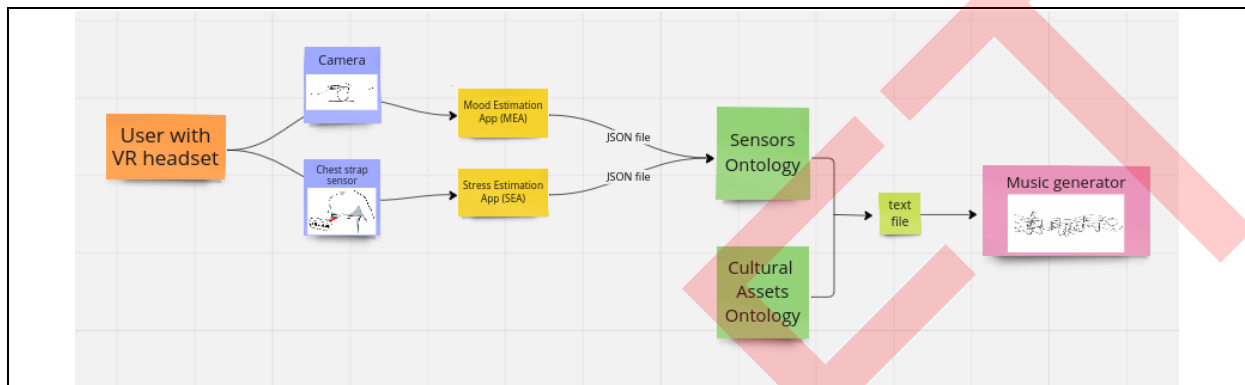 User with
VR headset
Camera
Chest strap
sensor
Mood Estimation
App (MEA)
Stress Estimation
App (SEA)
JSON file
JSON file
Sensors
Ontology
Cultural
Assets
Ontology
text
file
Music generator